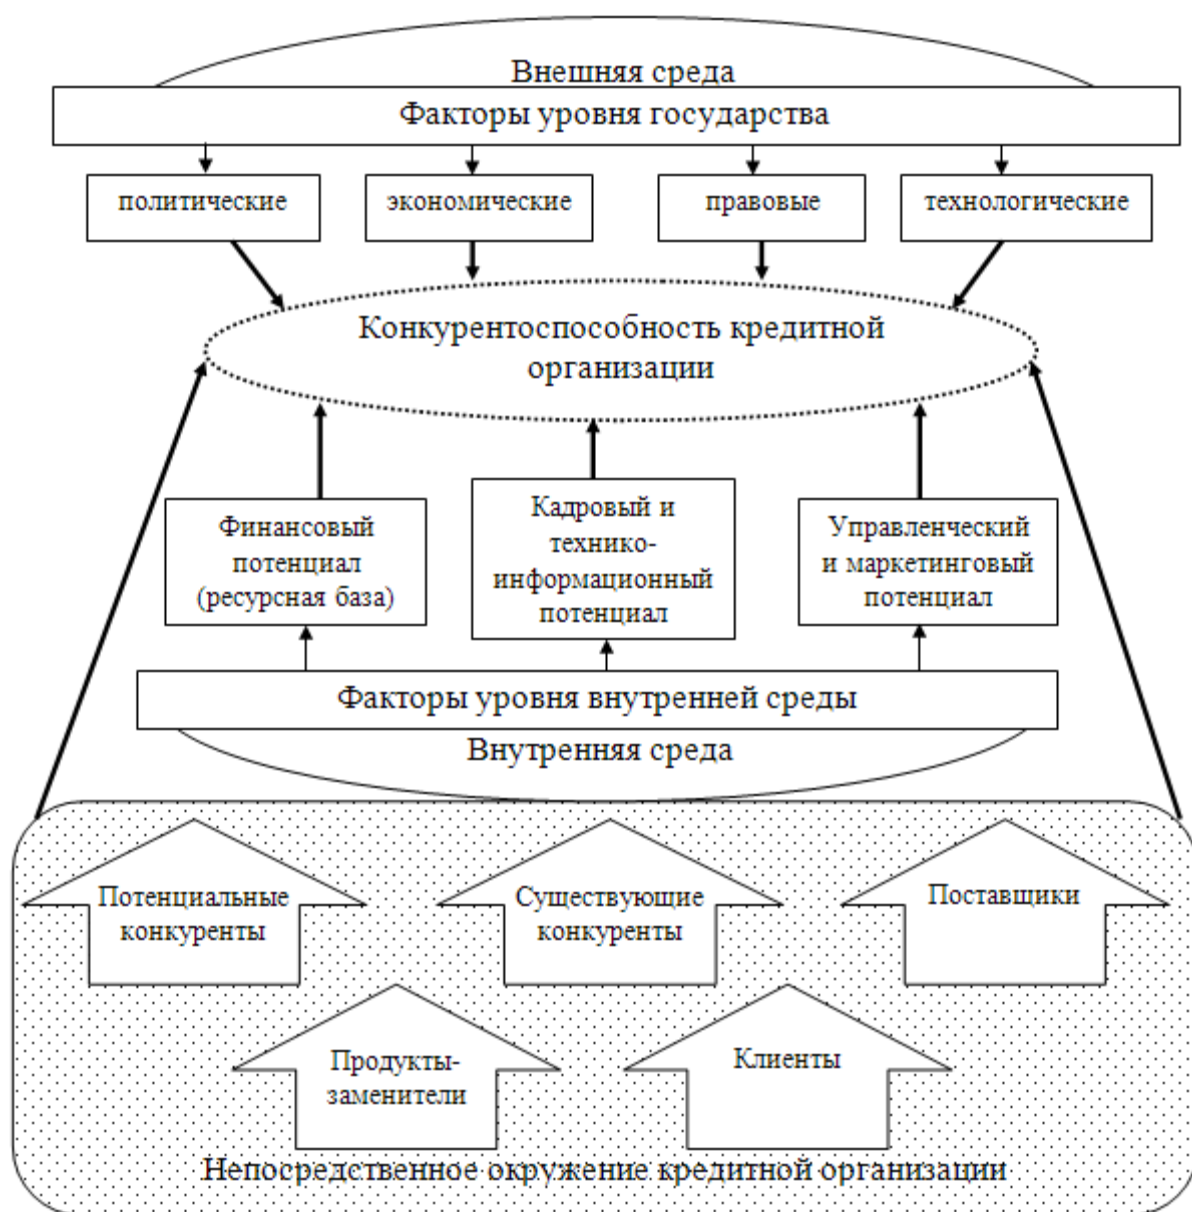 Внешняя среда
Факторы уровня государства
политические
экономические
правовые
технологические
Конкурентоспособность кредитной
организации
Финансовый
потенциал
(ресурсная база)
Кадровый и
технико-
информационный
потенциал
Управленческий
и маркетинговый
потенциал
Факторы уровня внутренней среды
Внутренняя среда
Потенциальные
конкуренты
Существующие
конкуренты
Поставщики
Продукты-
заменители
Клиенты
Непосредственное окружение кредитной организации